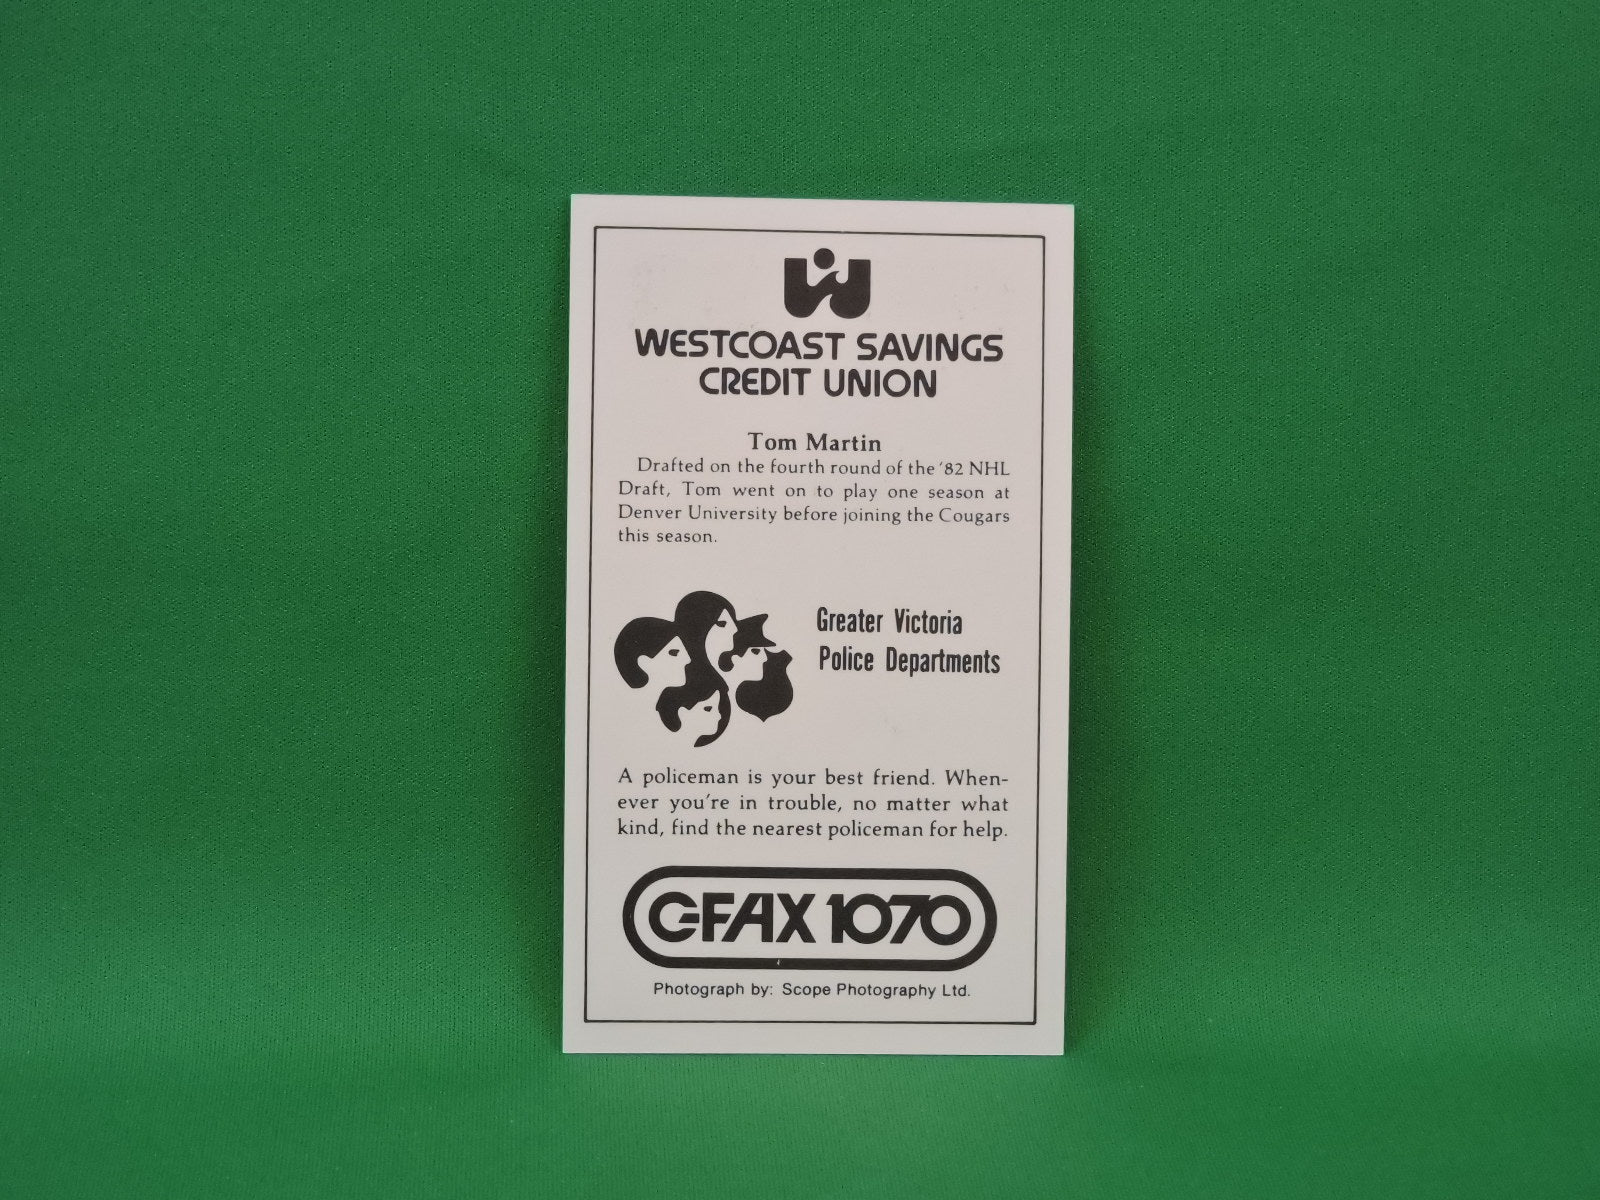 WESTCOAST SAVINGS
CREDIT UNION
Tom Martin
Drafted on the fourth round of the '82 NHL
Draft, Tom went on to play one season at
Denver University before joining the Cougars
this season.
Greater Victoria
Police Departments
A policeman is your best friend. When-
ever you're in trouble, no matter what
kind, find the nearest policeman for help.
CFAX 1070
Photograph by: Scope Photography Ltd.